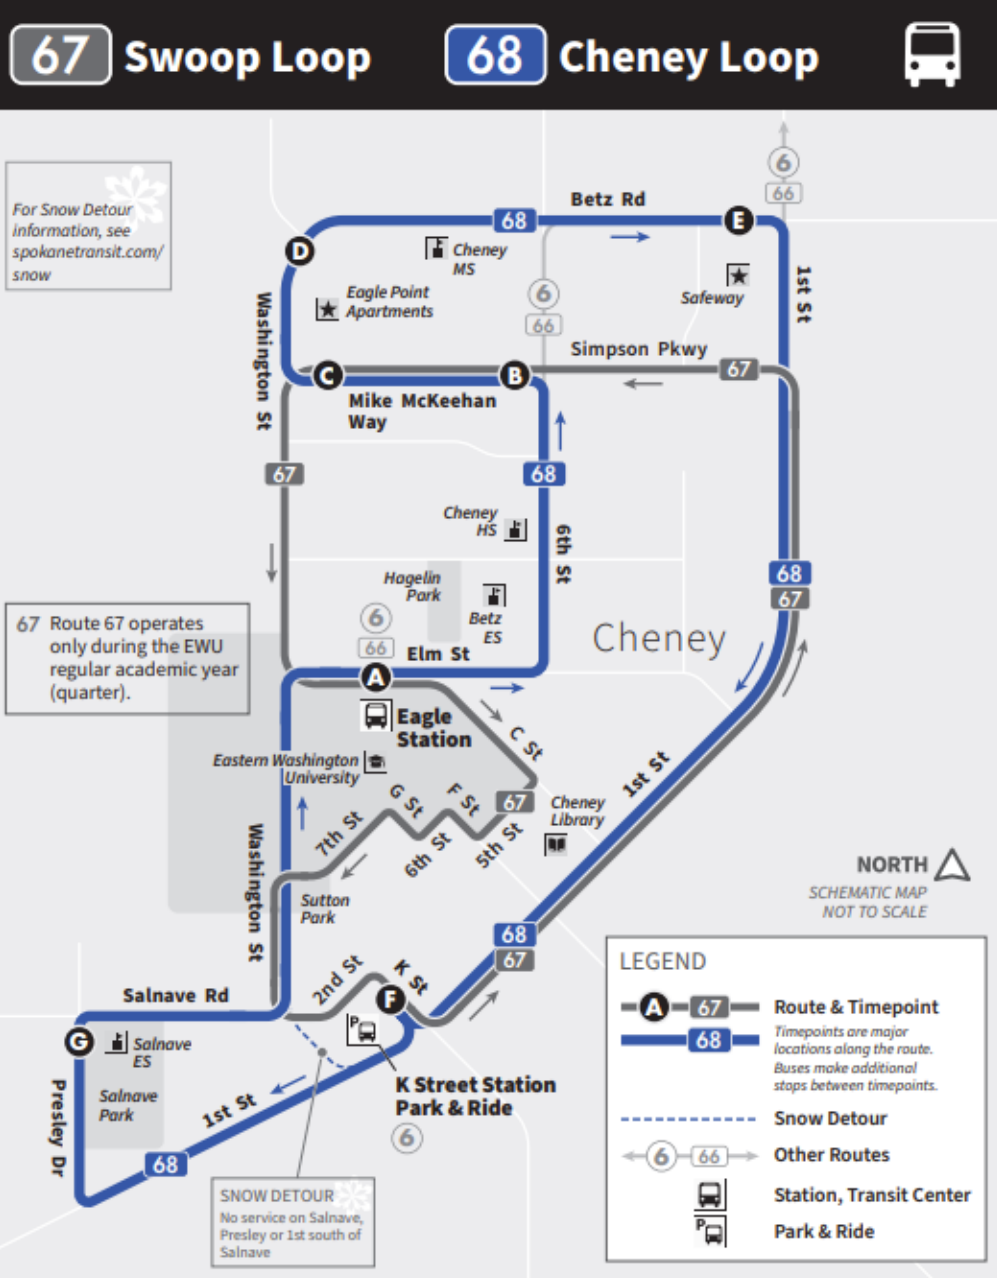 67 Swoop Loop 68 Cheney Loop
6
66
For Snow Detour
information, see
spokanetransit.com/
snow
68
Betz Rd
E
D
Cheney
MS
Eagle Point
Apartments
6
66
Safeway
1st St
Washington St
Simpson Pkwy
67
C
B
Mike McKeehan
Way
67
68
Cheney
HS
6th St
Hagelin
Park
Betz
ES
68
67
67 Route 67 operates
only during the EWU
regular academic year
(quarter).
6
66
Elm St
Cheney
A
Eagle
Station
C St
Eastern Washington
University
1st St
G St
F St
67
Cheney
Library
7th St
6th St
5th St
Washington St
Sutton
Park
NORTH
SCHEMATIC MAP
NOT TO SCALE
68
67
2nd St
K St
F
Salnave Rd
G
Salnave
ES
P
Salnave
Park
Presley Dr
1st St
K Street Station
Park & Ride
6
68
SNOW DETOUR
No service on Salnave,
Presley or 1st south of
Salnave
LEGEND
A 67 Route & Timepoint
68 Timepoints are major
locations along the route.
Buses make additional
stops between timepoints.
Snow Detour
6 66 Other Routes
Station, Transit Center
P Park & Ride